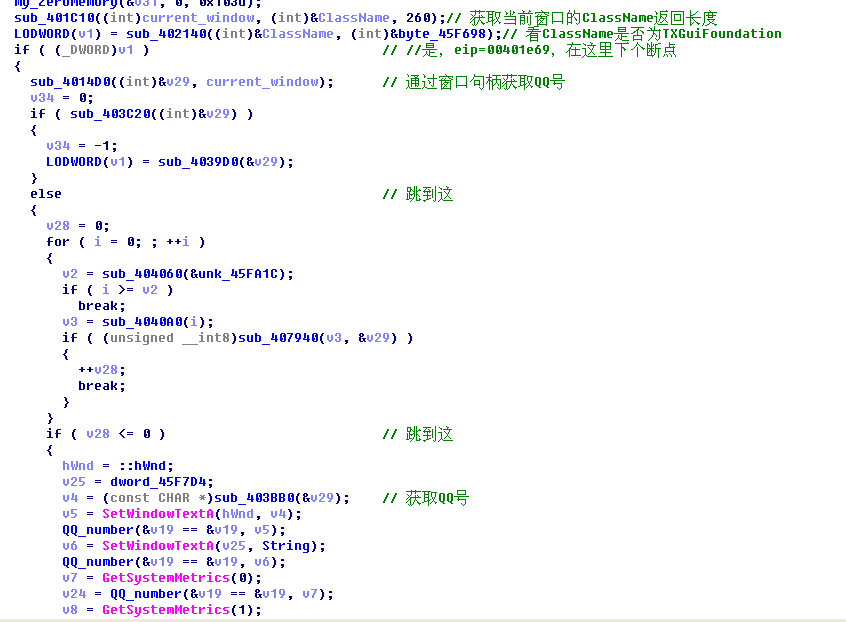 my_zeroMemory(&v31, 0, 0x103u);
sub_401C10((int)current_window, (int)&ClassName, 260);// 获取当前窗口的ClassName返回长度
LODWORD(v1) = sub_402140((int)&ClassName, (int)&byte_45F698);// 看ClassName是否为TXGuiFoundation
if ( (_DWORD)v1 ) // //是，eip=00401e69，在这里下个断点
{
sub_4014D0((int)&v29, current_window); // 通过窗口句柄获取QQ号
v34 = 0;
if ( sub_403C20((int)&v29) )
{
v34 = -1;
LODWORD(v1) = sub_4039D0(&v29);
}
else // 跳到这
{
v28 = 0;
for ( i = 0; ; ++i )
{
v2 = sub_404060(&unk_45FA1C);
if ( i >= v2 )
break;
v3 = sub_4040A0(i);
if ( (unsigned __int8)sub_407940(v3, &v29) )
{
++v28;
break;
}
}
if ( v28 <= 0 ) // 跳到这
{
hWnd = ::hWnd;
v25 = dword_45F7D4;
v4 = (const CHAR *)sub_403BB0(&v29); // 获取QQ号
v5 = SetWindowTextA(hWnd, v4);
QQ_number(&v19 == &v19, v5);
v6 = SetWindowTextA(v25, String);
QQ_number(&v19 == &v19, v6);
v7 = GetSystemMetrics(0);
v24 = QQ_number(&v19 == &v19, v7);
v8 = GetSystemMetrics(1);